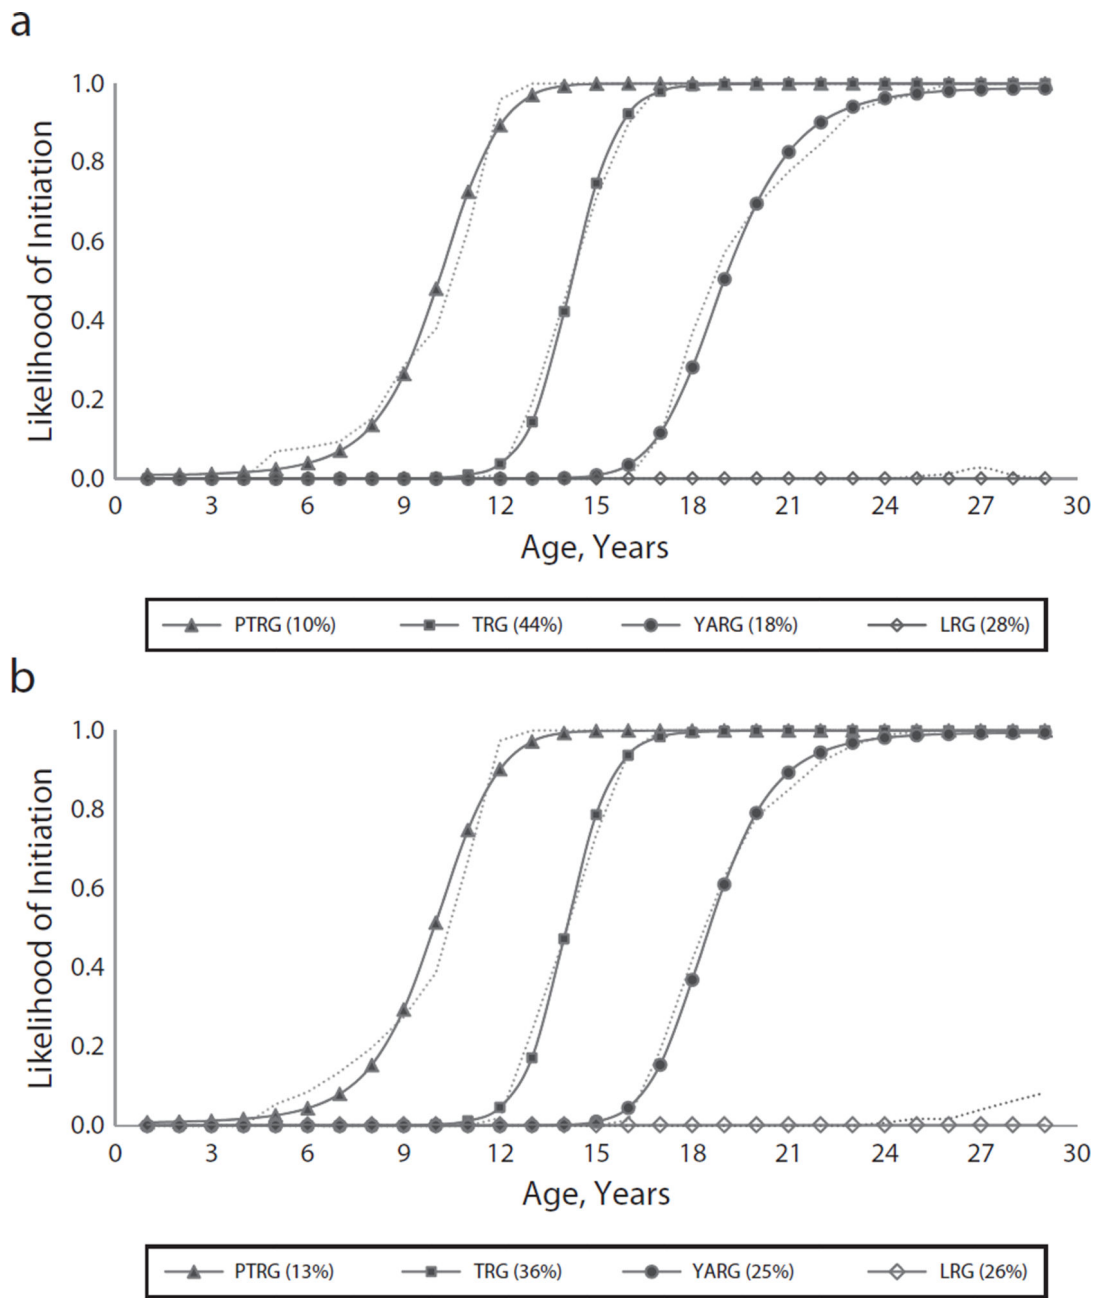 a
Likelihood of Initiation
1.0
0.8
0.6
0.4
0.2
0.0
0 3 6 9 12 15 18 21 24 27 30
Age, Years
PTRG (10%) TRG (44%) YARG (18%) LRG (28%)
b
Likelihood of Initiation
1.0
0.8
0.6
0.4
0.2
0.0
0 3 6 9 12 15 18 21 24 27 30
Age, Years
PTRG (13%) TRG (36%) YARG (25%) LRG (26%)